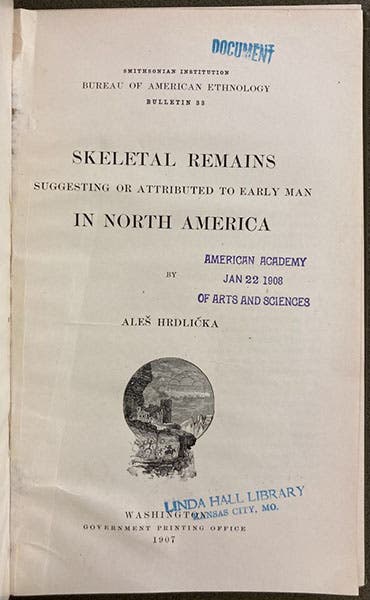 DOCUMENT
SMITHSONIAN INSTITUTION
BUREAU OF AMERICAN ETHNOLOGY
BULLETIN 33
SKELETAL REMAINS
SUGGESTING OR ATTRIBUTED TO EARLY MAN
IN NORTH AMERICA
AMERICAN ACADEMY
JAN 22 1908
OF ARTS AND SCIENCES
BY
ALEŠ HRDLIČKA
LINDA HALL LIBRARY
KANSAS CITY, MO.
WASHINGTON
GOVERNMENT PRINTING OFFICE
1907